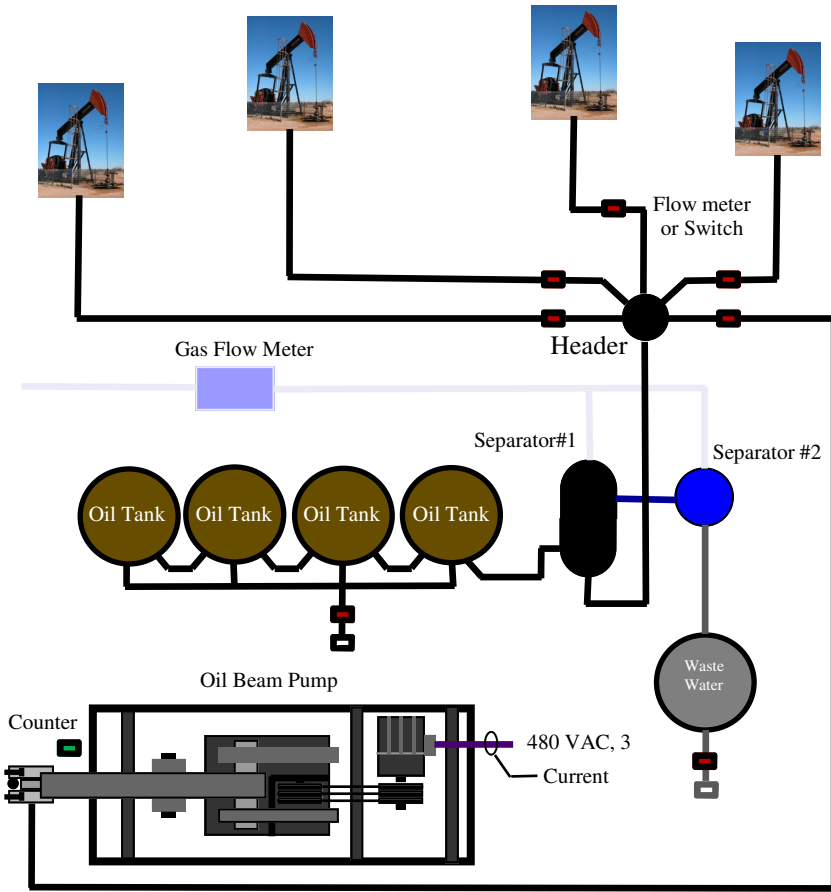 Flow meter
or Switch
Header
Gas Flow Meter
Separator#1
Separator #2
Oil Tank
Oil Tank
Oil Tank
Oil Tank
Waste
Water
Oil Beam Pump
Counter
480 VAC, 3
Current